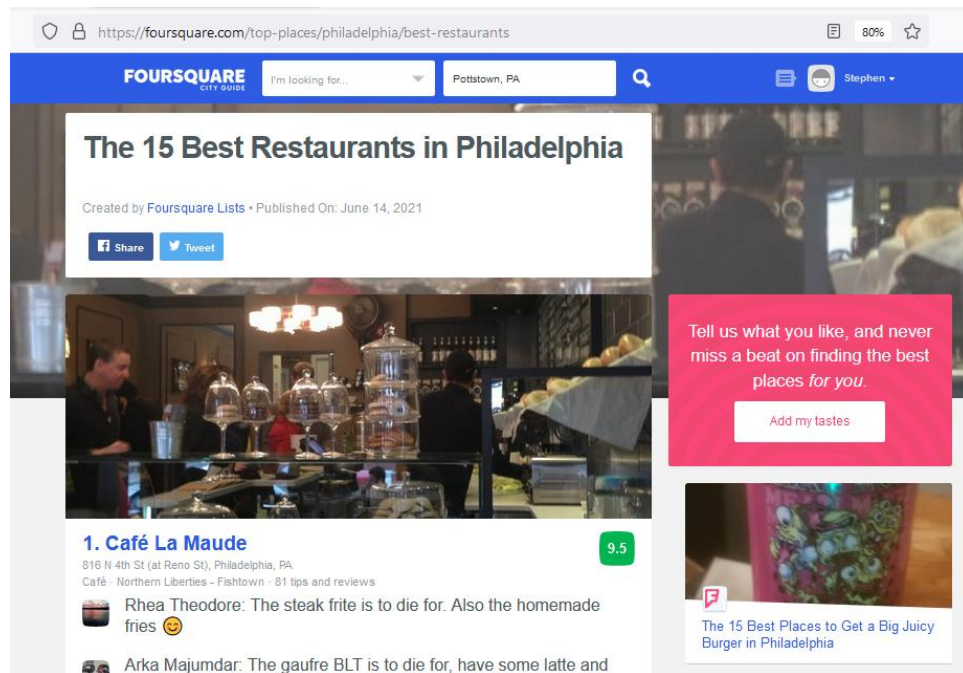 https://foursquare.com/top-places/philadelphia/best-restaurants
80%
FOURSQUARE
CITY GUIDE
I'm looking for...
Pottstown, PA
Stephen
The 15 Best Restaurants in Philadelphia
Created by Foursquare Lists • Published On: June 14, 2021
Share
Tweet
Tell us what you like, and never
miss a beat on finding the best
places for you.
Add my tastes
1. Café La Maude
9.5
816 N 4th St (at Reno St), Philadelphia, PA
Café · Northern Liberties - Fishtown · 81 tips and reviews
Rhea Theodore: The steak frite is to die for. Also the homemade
fries 😊
Arka Majumdar: The gaufre BLT is to die for, have some latte and
The 15 Best Places to Get a Big Juicy
Burger in Philadelphia